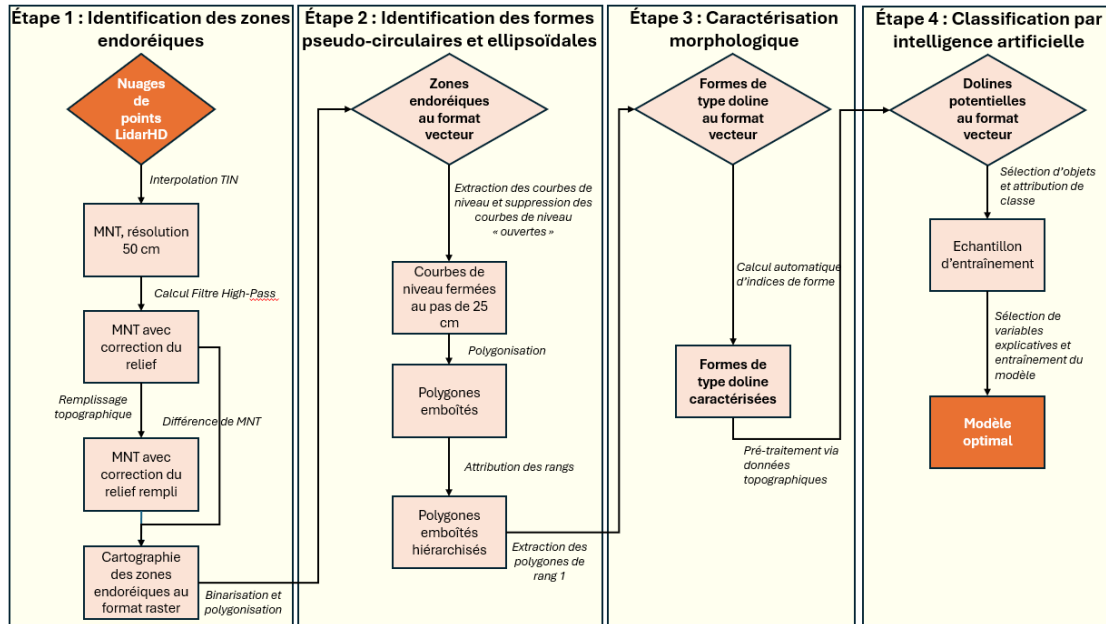 Étape 1 : Identification des zones
endoréiques
Nuages
de
points
LidarHD
Interpolation TIN
MNT, résolution
50 cm
Calcul Filtre High-Pass
MNT avec
correction du
relief
Remplissage
topographique
Différence de MNT
MNT avec
correction du
relief rempli
Cartographie
des zones
endoréiques au
format raster
Binarisation et
polygonisation
Étape 2 : Identification des formes
pseudo-circulaires et ellipsoïdales
Zones
endoréiques
au format
vecteur
Extraction des courbes de
niveau et suppression des
courbes de niveau
« ouvertes »
Courbes de
niveau fermées
au pas de 25
cm
Polygonisation
Polygones
emboîtés
Attribution des rangs
Polygones
emboîtés
hiérarchisés
Extraction des
polygones de
rang 1
Étape 3 : Caractérisation
morphologique
Formes de
type doline
au format
vecteur
Calcul automatique
d'indices de forme
Formes de
type doline
caractérisées
Pré-traitement via
données
topographiques
Étape 4 : Classification par
intelligence artificielle
Dolines
potentielles
au format
vecteur
Sélection d'objets
et attribution de
classe
Echantillon
d'entraînement
Sélection de
variables
explicatives et
entraînement du
modèle
Modèle
optimal